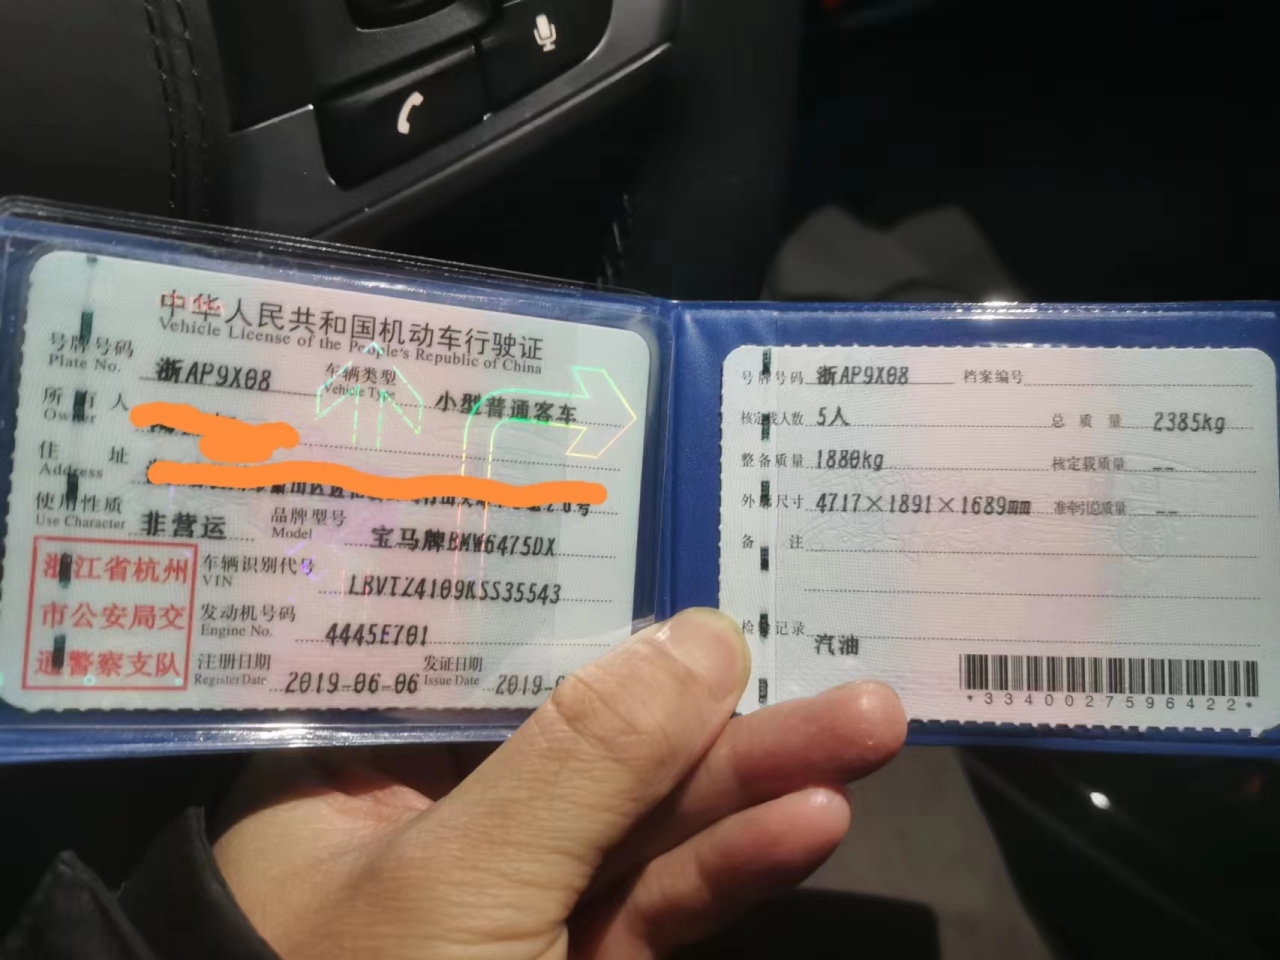 中华人民共和国机动车行驶证
Vehicle License of the People's Republic of China
号牌号码 浙AP9X08 车辆类型 小型普通客车
Plate No. Vehicle Type
所有人
Owner
住址
Address
使用性质 非营运 品牌型号 宝马牌BMW6475DX
Use Character Model
浙江省杭州
市公安局交
通警察支队
车辆识别代号 LBVTZ4109KSS35543
VIN
发动机号码 4445E701
Engine No.
注册日期 2019-06-06 发证日期 2019-
Register Date Issue Date
号牌号码 浙AP9X08 档案编号
核定载人数 5人 总质量 2385kg
整备质量 1880kg 核定载质量 --
外廓尺寸 4717×1891×1689mm 准牵引总质量 --
备注
检验记录
汽油
*3340027596422*